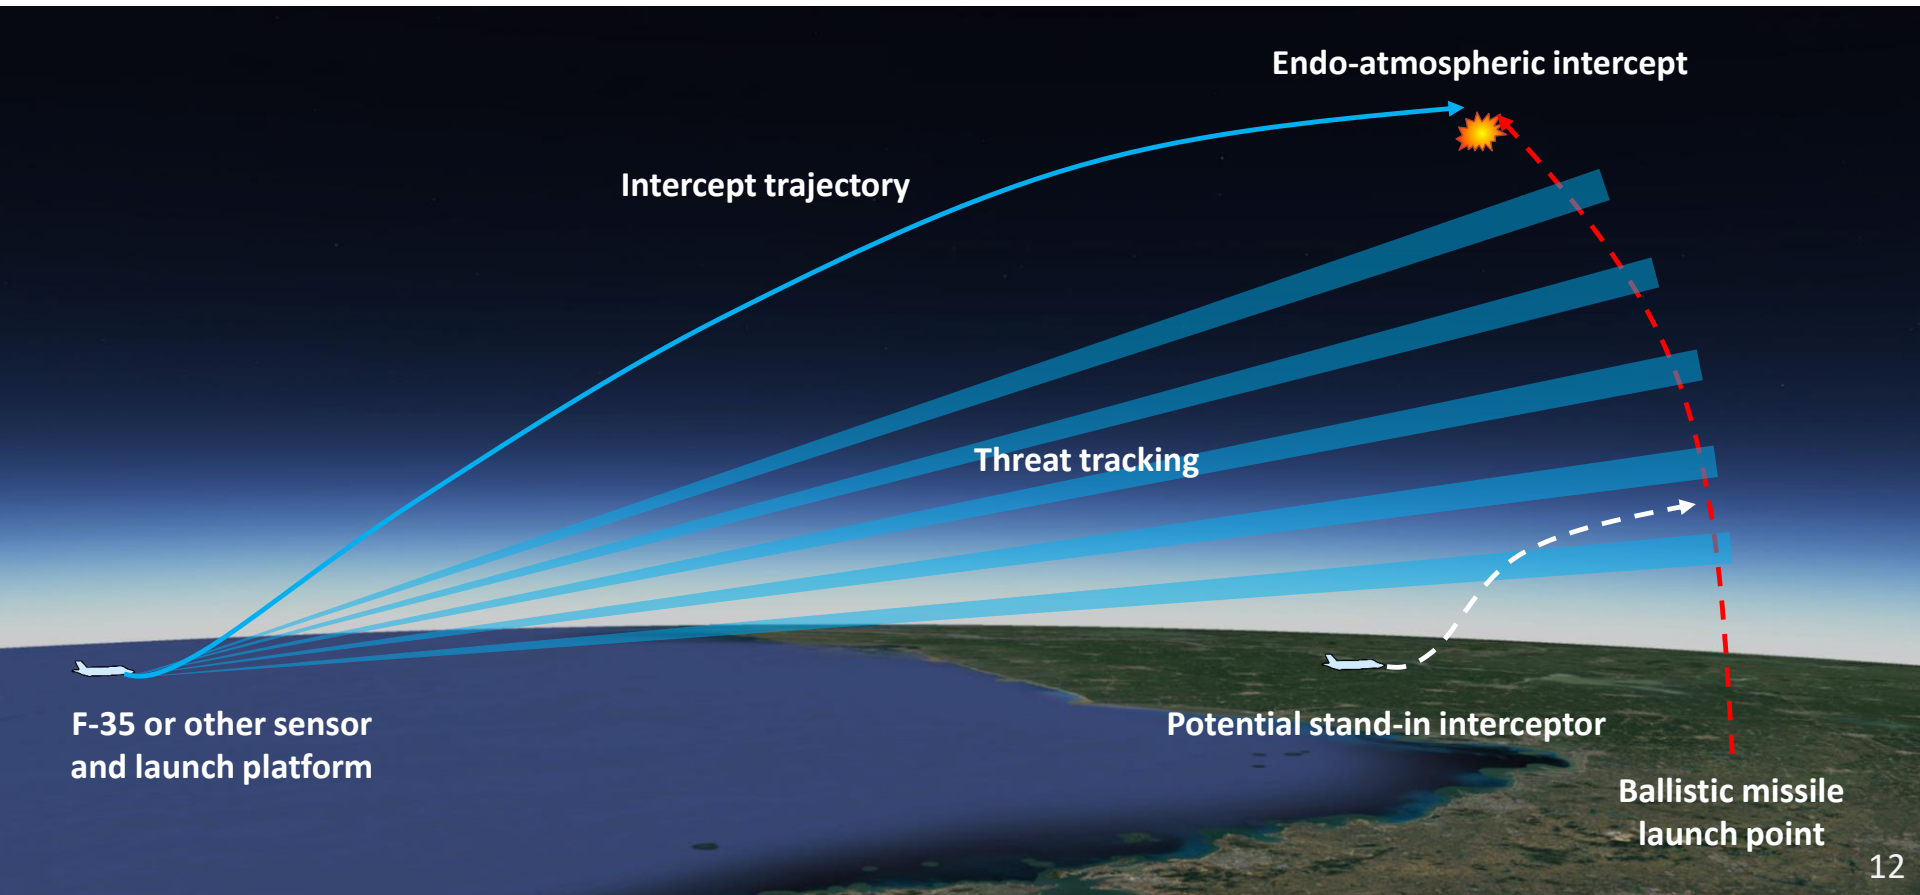 Endo-atmospheric intercept
Intercept trajectory
Threat tracking
F-35 or other sensor
and launch platform
Potential stand-in interceptor
Ballistic missile
launch point
12